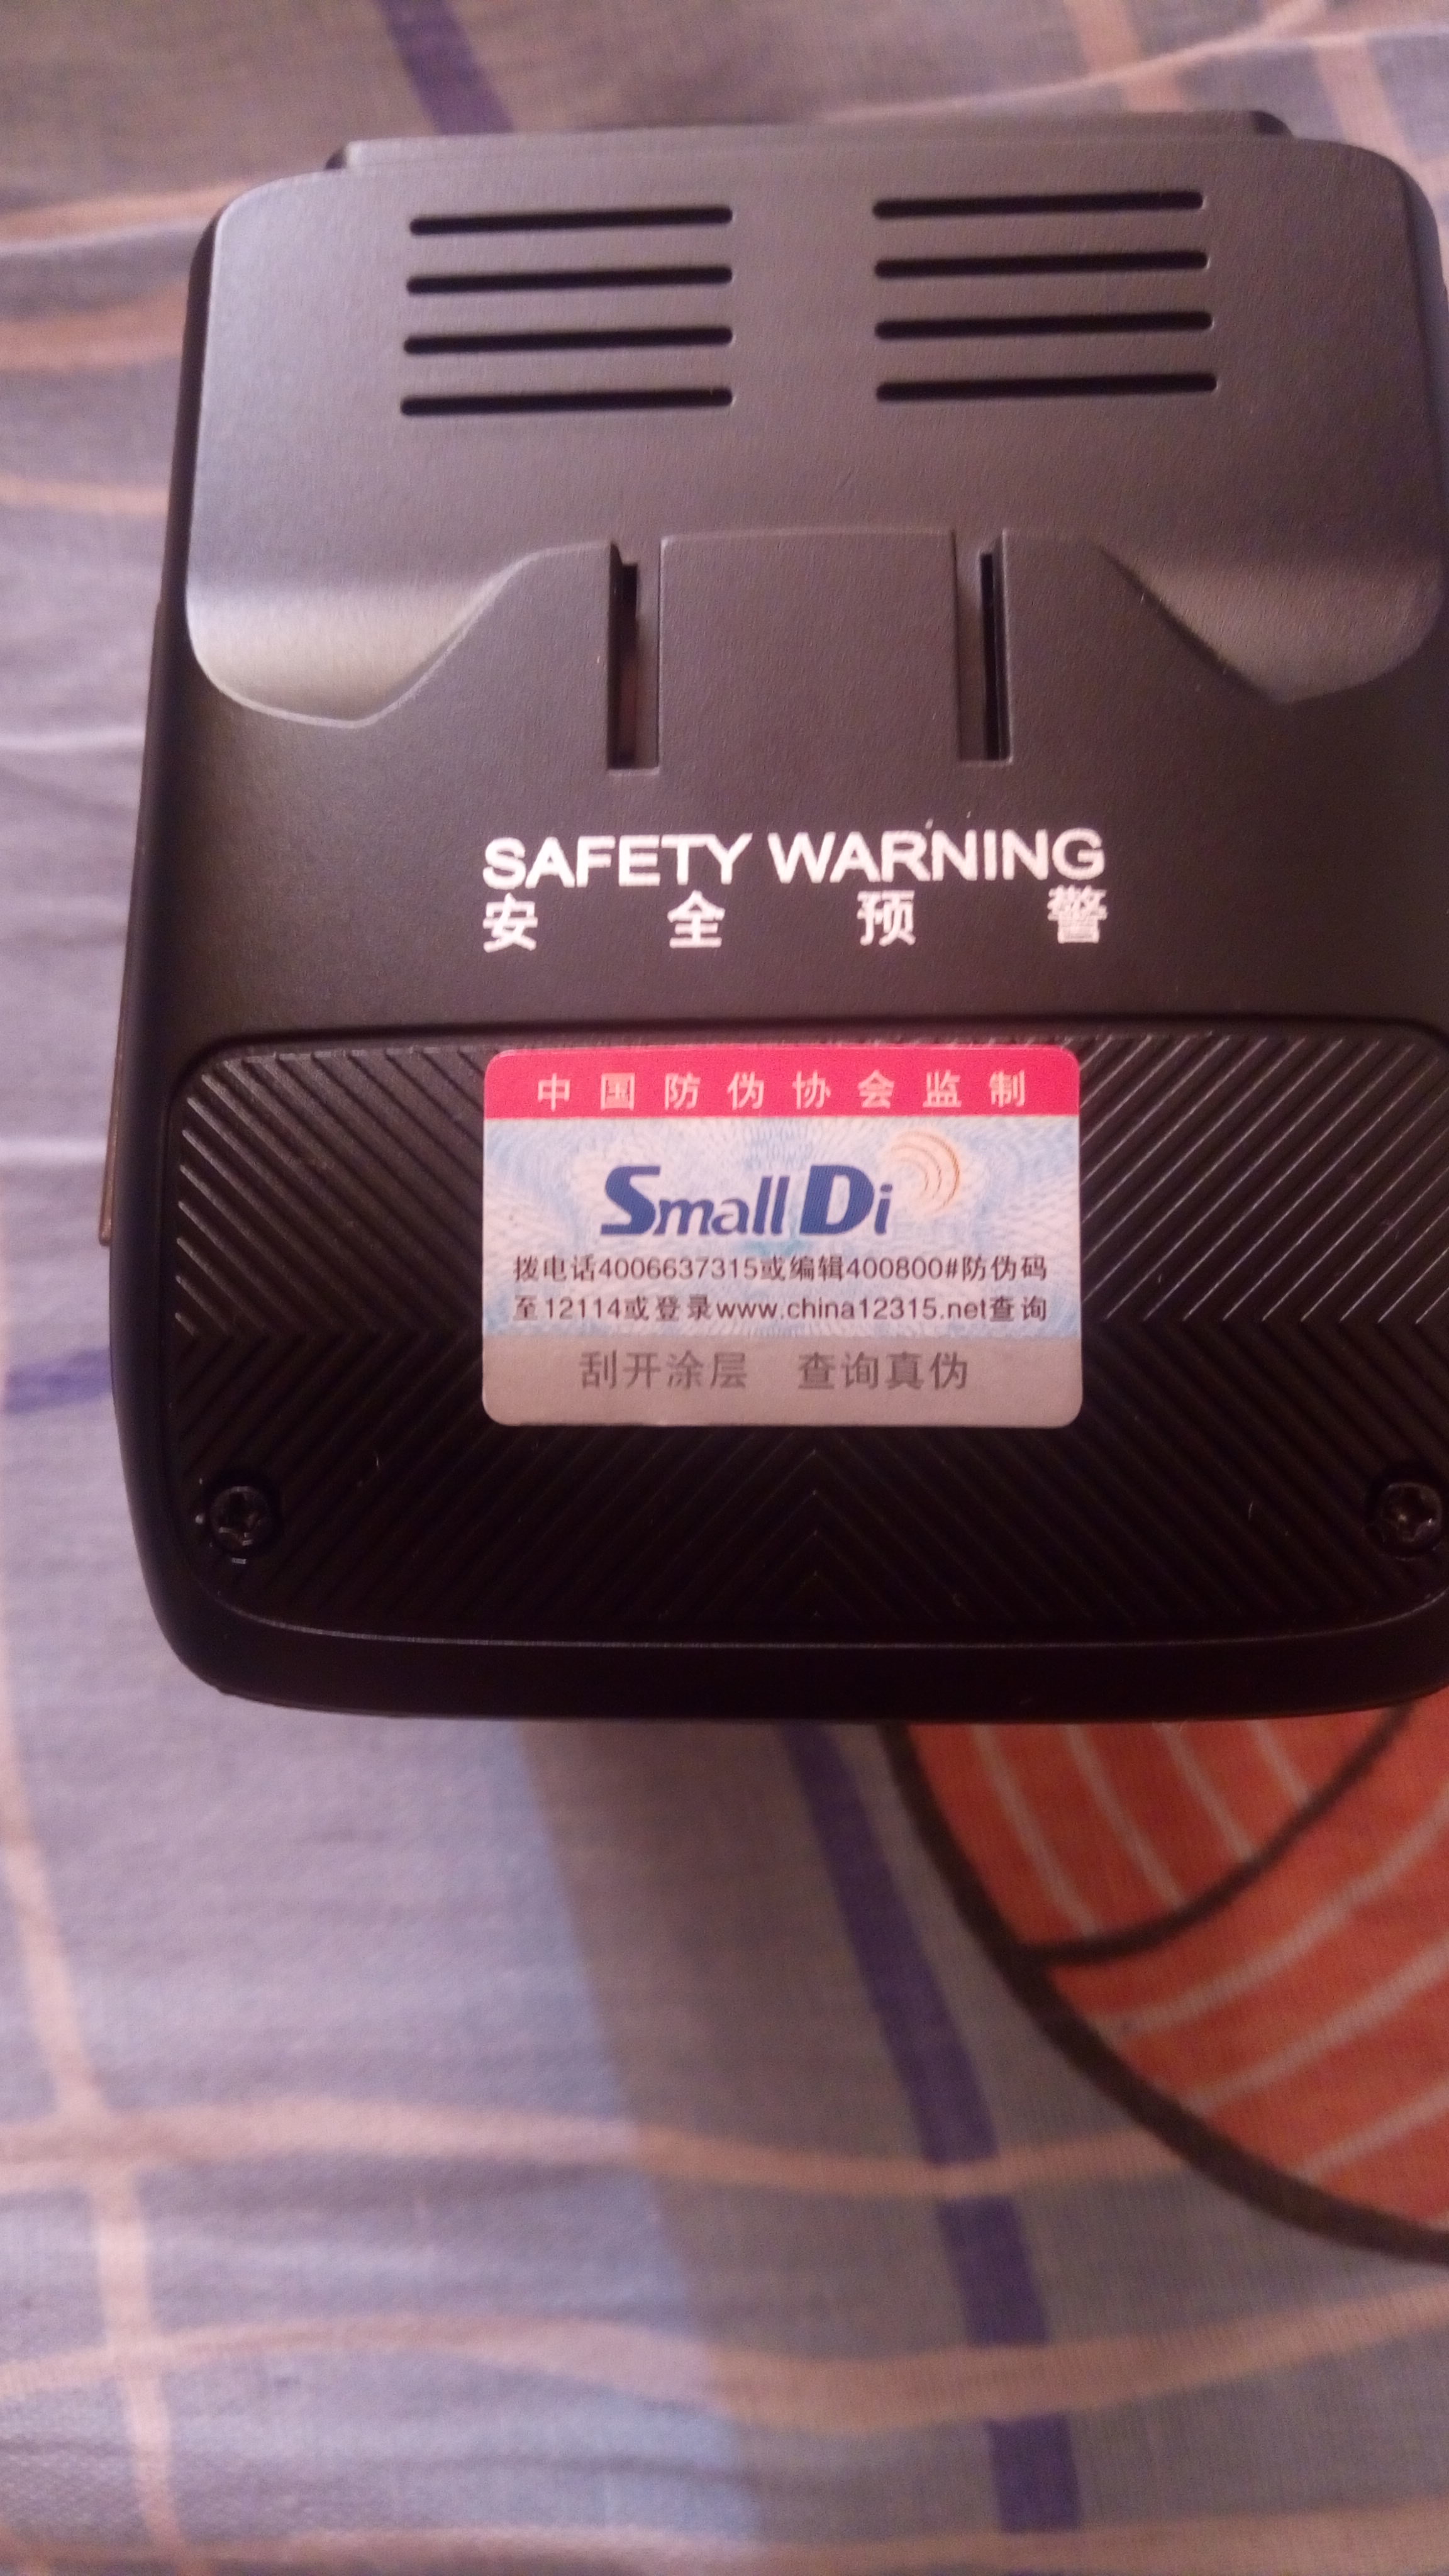 SAFETY WARNING
安全预警
中国防伪协会监制
Small Di
拨电话4006637315或编辑400800#防伪码
至12114或登录www.china12315.net查询
刮开涂层 查询真伪